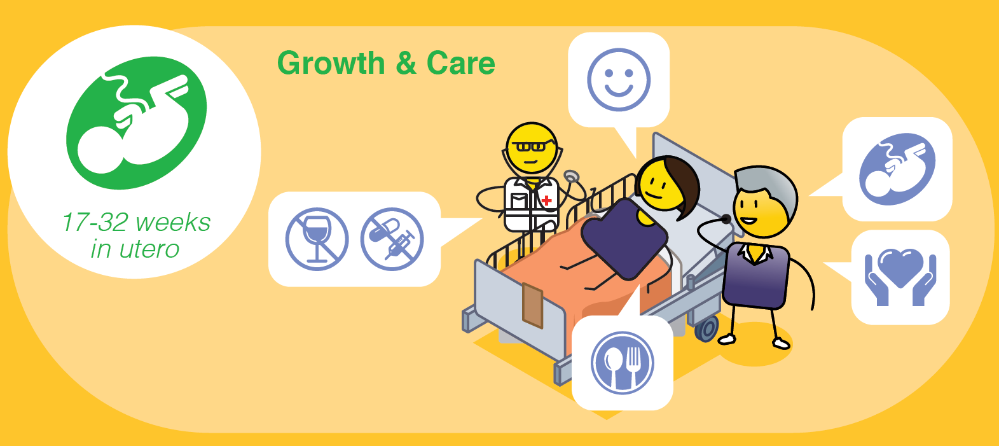 Growth & Care
17-32 weeks
in utero